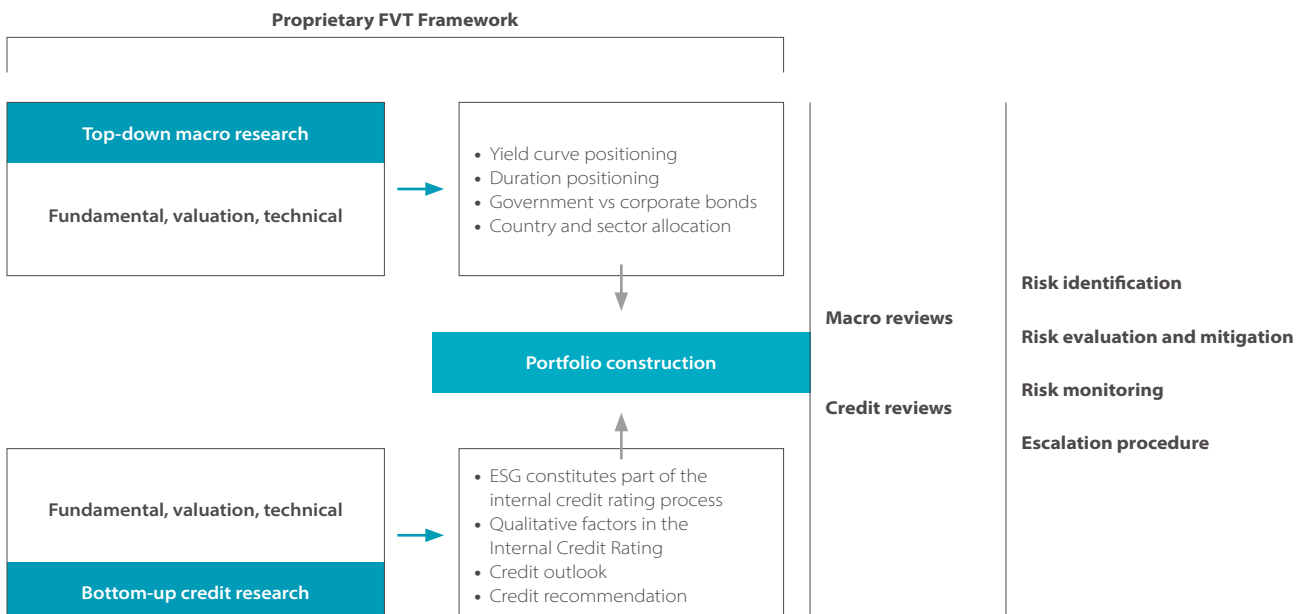 Proprietary FVT Framework
Top-down macro research
Fundamental, valuation, technical
• Yield curve positioning
• Duration positioning
• Government vs corporate bonds
• Country and sector allocation
Portfolio construction
Fundamental, valuation, technical
Bottom-up credit research
• ESG constitutes part of the
internal credit rating process
• Qualitative factors in the
Internal Credit Rating
• Credit outlook
• Credit recommendation
Macro reviews
Credit reviews
Risk identification
Risk evaluation and mitigation
Risk monitoring
Escalation procedure